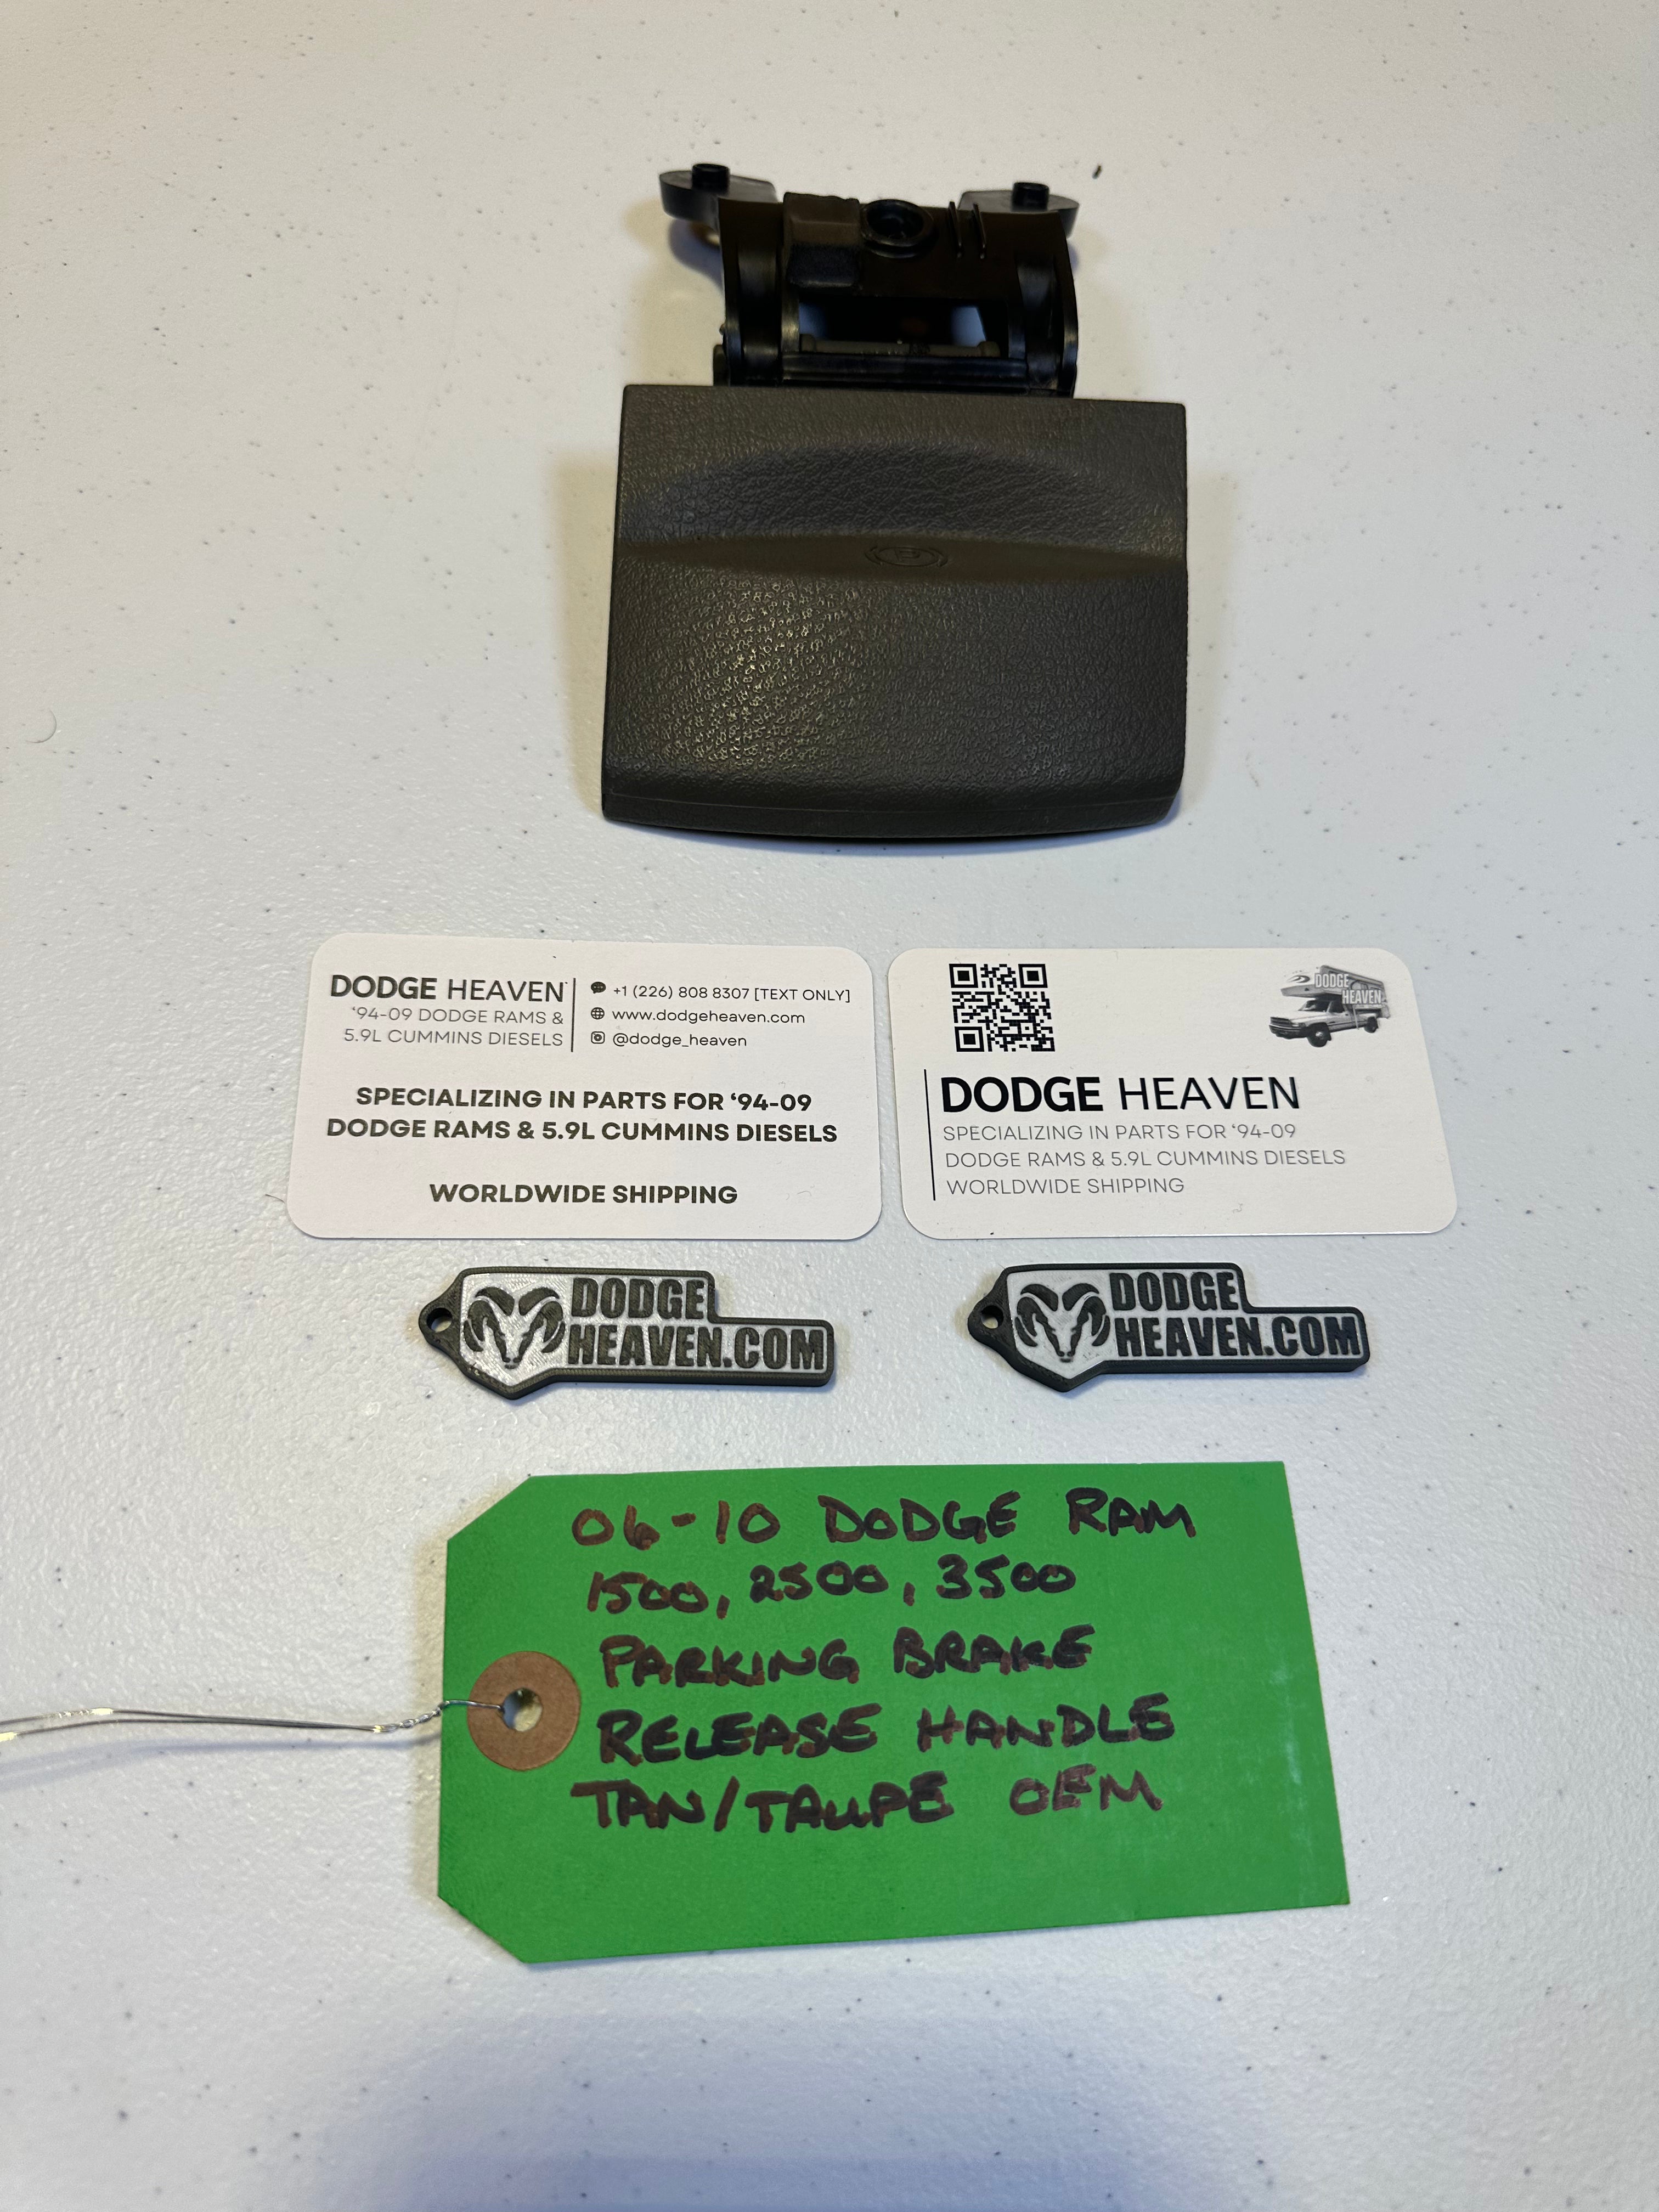 DODGE HEAVEN
‘94-09 DODGE RAMS &
5.9L CUMMINS DIESELS
+1 (226) 808 8307 [TEXT ONLY]
www.dodgeheaven.com
@dodge_heaven
SPECIALIZING IN PARTS FOR ‘94-09
DODGE RAMS & 5.9L CUMMINS DIESELS
WORLDWIDE SHIPPING
DODGE
HEAVEN
DODGE HEAVEN
SPECIALIZING IN PARTS FOR ‘94-09
DODGE RAMS & 5.9L CUMMINS DIESELS
WORLDWIDE SHIPPING
DODGE
HEAVEN.COM
DODGE
HEAVEN.COM
06-10 DODGE RAM
1500, 2500, 3500
PARKING BRAKE
RELEASE HANDLE
TAN/TAUPE OEM